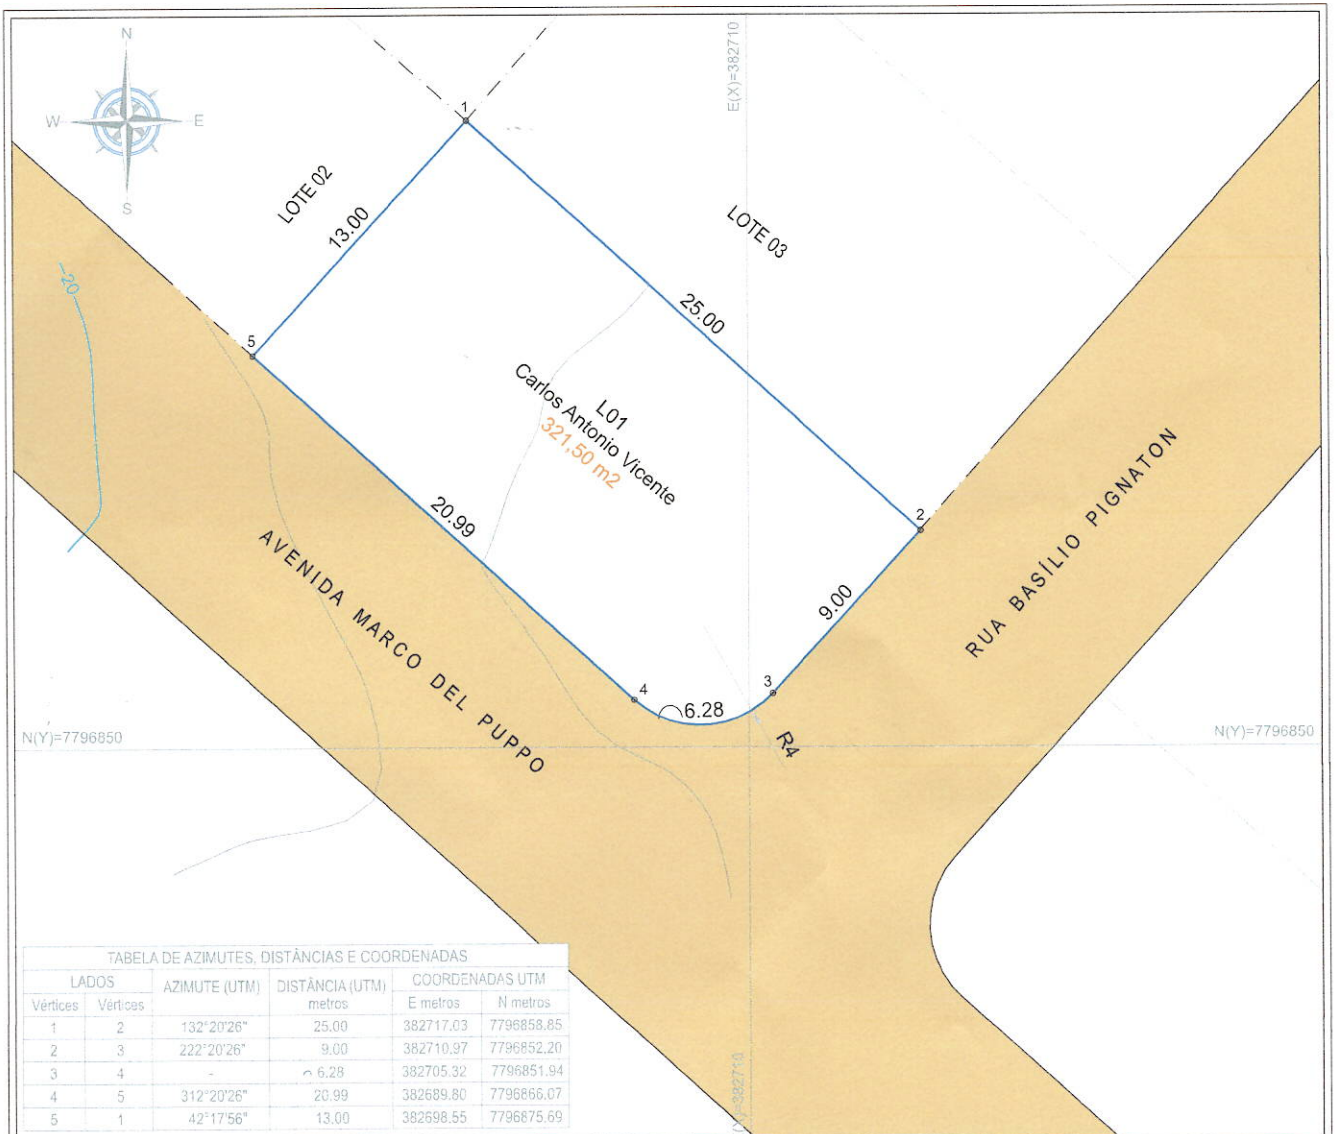 N
W E
S
E(X)=382710
1
LOTE 02
13.00
LOTE 03
-20
5
25.00
L01
Carlos Antonio Vicente
321,50 m2
20.99
2
AVENIDA MARCO DEL PUPPO
9.00
RUA BASÍLIO PIGNATON
3
4
6.28
R4
N(Y)=7796850
N(Y)=7796850
TABELA DE AZIMUTES, DISTÂNCIAS E COORDENADAS
LADOS AZIMUTE (UTM) DISTÂNCIA (UTM) metros COORDENADAS UTM
Vértices Vértices E metros N metros
1 2 132°20'26" 25.00 382717.03 7796858.85
2 3 222°20'26" 9.00 382710.97 7796852.20
3 4 - 6.28 382705.32 7796851.94
4 5 312°20'26" 20.99 382689.80 7796866.07
5 1 42°17'56" 13.00 382698.55 7796875.69